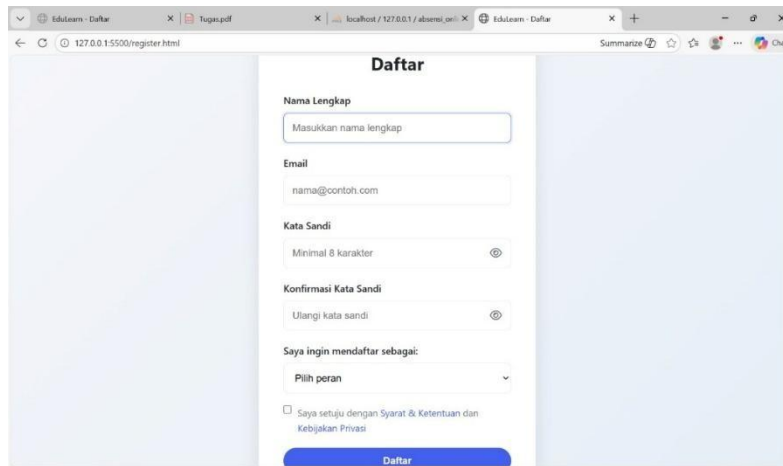 EduLearn - Daftar
Tugas.pdf
localhost / 127.0.0.1 / absensi_onli
EduLearn - Daftar
127.0.0.1:5500/register.html
Summarize
Daftar
Nama Lengkap
Masukkan nama lengkap
Email
nama@contoh.com
Kata Sandi
Minimal 8 karakter
Konfirmasi Kata Sandi
Ulangi kata sandi
Saya ingin mendaftar sebagai:
Pilih peran
Saya setuju dengan Syarat & Ketentuan dan
Kebijakan Privasi
Daftar